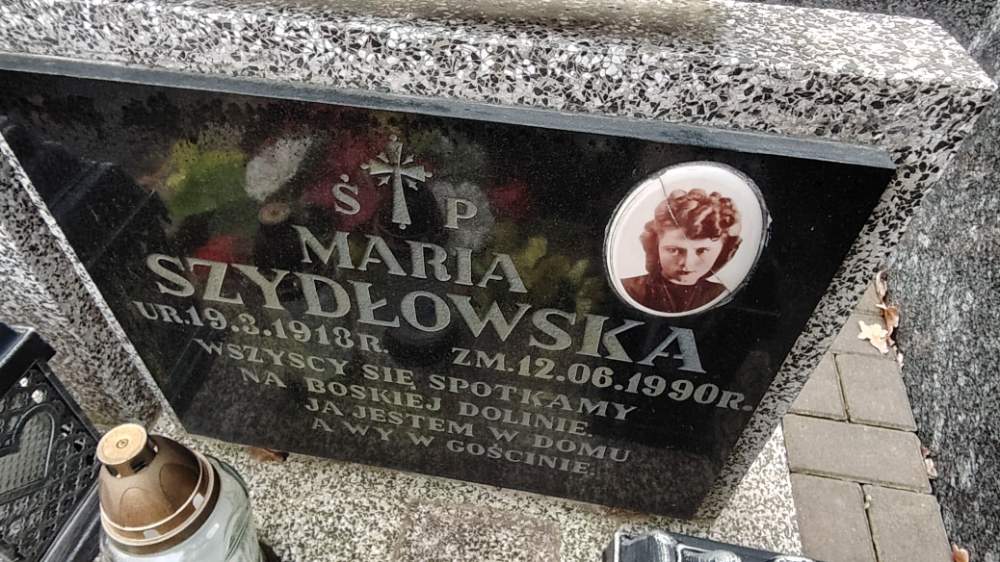 Ś P
MARIA
SZYDŁOWSKA
UR.19.3.1918R. ZM.12.06.1990R.
WSZYSCY SIĘ SPOTKAMY
NA BOSKIEJ DOLINIE.
JA JESTEM W DOMU
A WY W GOŚCINIE.